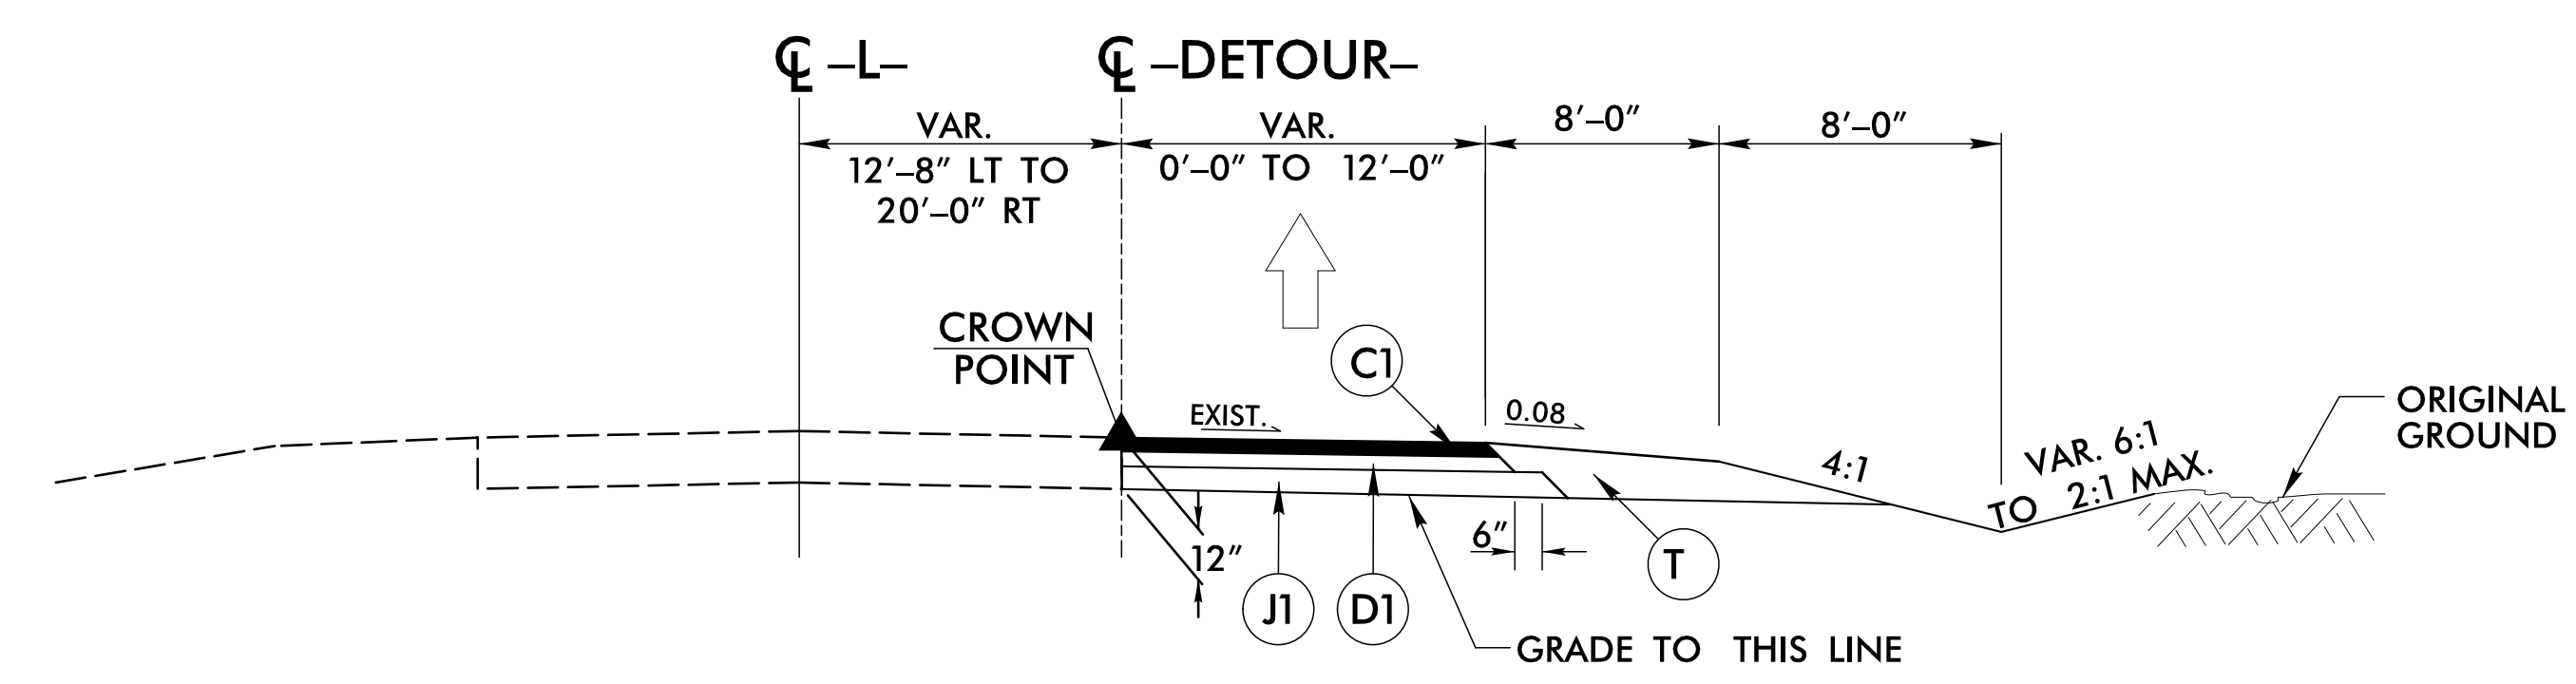 ℄ –L–
℄ –DETOUR–
VAR.
12'–8" LT TO
20'–0" RT
VAR.
0'–0" TO 12'–0"
8'–0"
8'–0"
CROWN
POINT
EXIST.
C1
0.08
4:1
VAR. 6:1
TO 2:1 MAX.
ORIGINAL
GROUND
12"
6"
J1
D1
T
GRADE TO THIS LINE